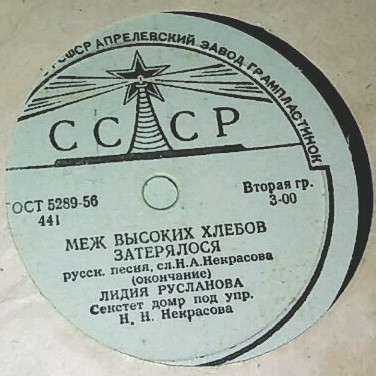 РСФСР АПРЕЛЕВСКИЙ ЗАВОД ГРАМПЛАСТИНОК
СССР
ГОСТ 5289-56
441
Вторая гр.
3-00
МЕЖ ВЫСОКИХ ХЛЕБОВ
ЗАТЕРЯЛОСЯ
русск. песня, сл.Н.А.Некрасова
(окончание)
ЛИДИЯ РУСЛАНОВА
Секстет домр под упр.
Н. Н. Некрасова